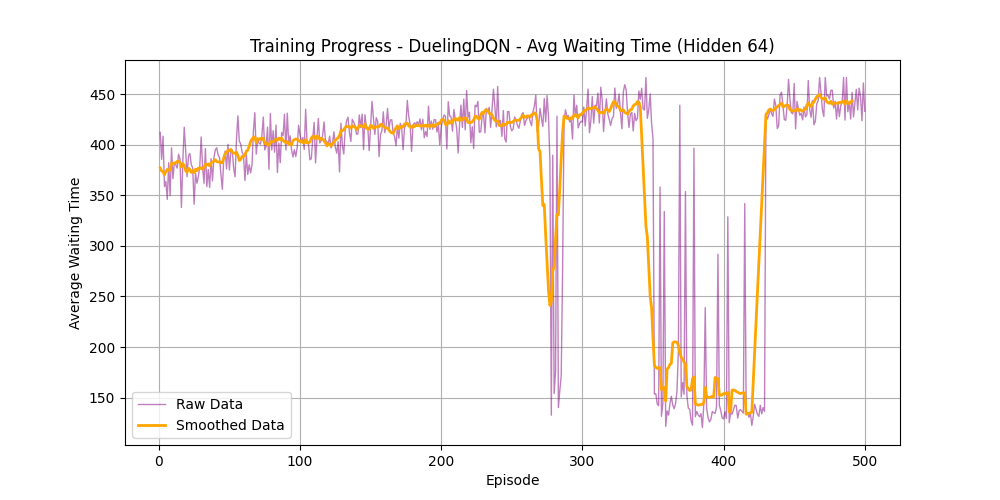 Training Progress - DuelingDQN - Avg Waiting Time (Hidden 64)
Average Waiting Time
450
400
350
300
250
200
150
Raw Data
Smoothed Data
0
100
200
300
400
500
Episode